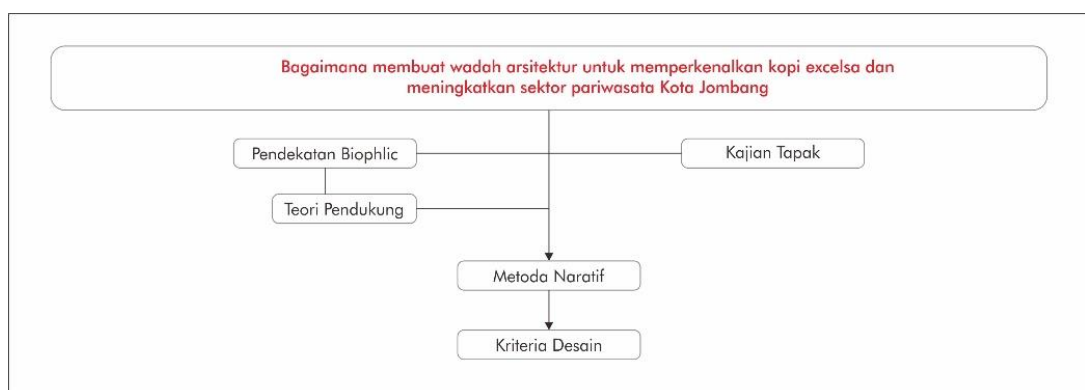 Bagaimana membuat wadah arsitektur untuk memperkenalkan kopi excelsa dan
meningkatkan sektor pariwasata Kota Jombang
Pendekatan Biophlic
Kajian Tapak
Teori Pendukung
Metoda Naratif
Kriteria Desain